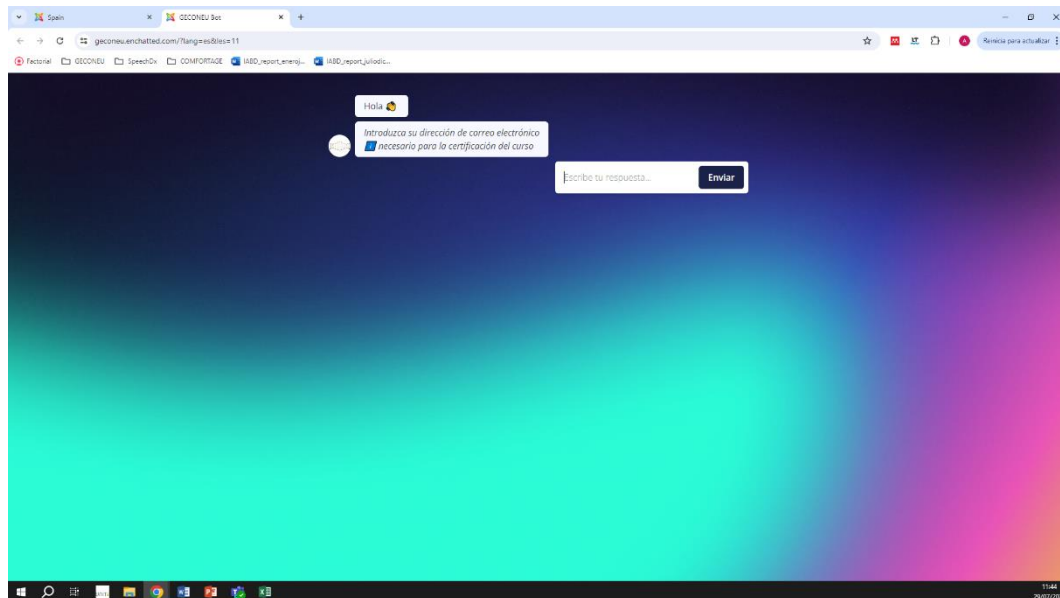 Spain
GECONEU Bot
geconeu.enchatted.com/?lang=es&les=11
Reinicia para actualizar
Factorial GECONEU SpeechDx COMFORTAGE IABD_report_eneroj... IABD_report_juliodic...
Hola
Introduzca su dirección de correo electrónico
necesario para la certificación del curso
Escribe tu respuesta...
Enviar
11:44